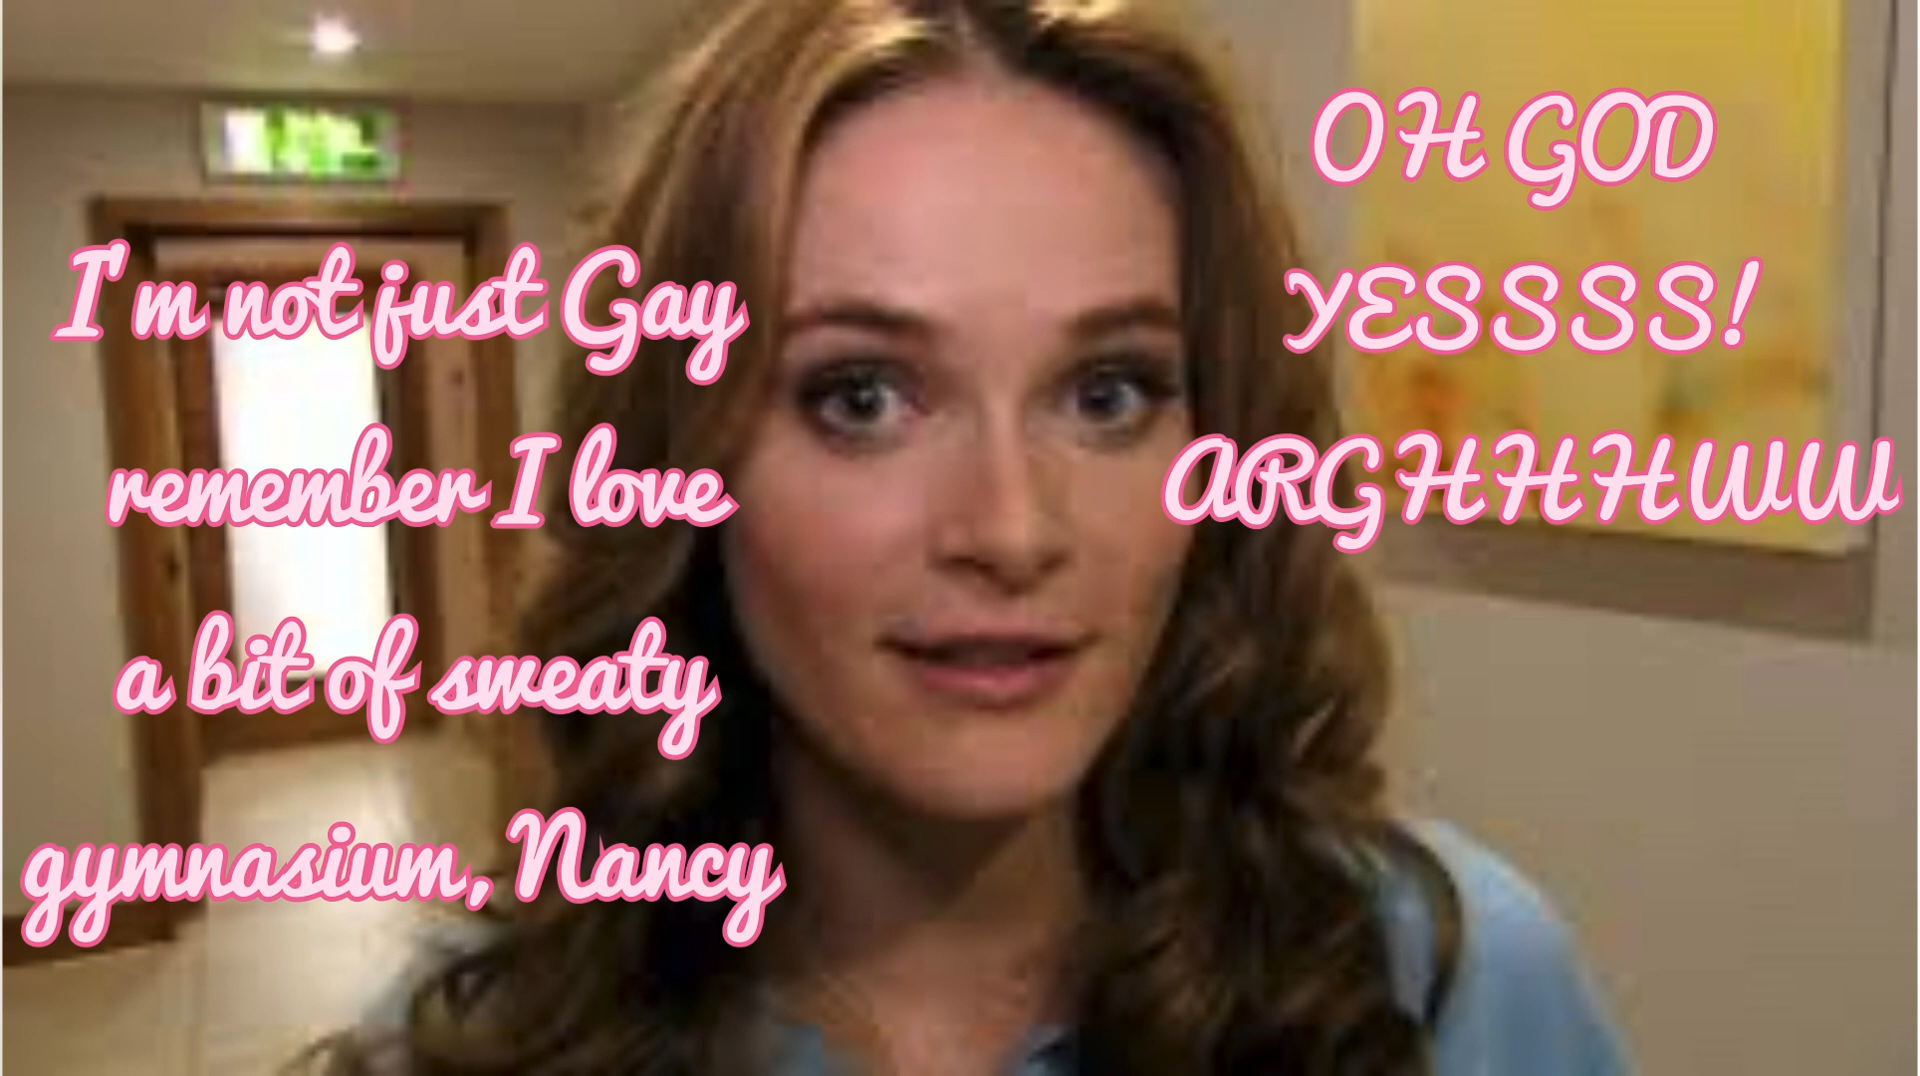 I'm not just Gay
remember I love
a bit of sweaty
gymnasium, Nancy
OH GOD
YESSSS!
ARGHHHWW